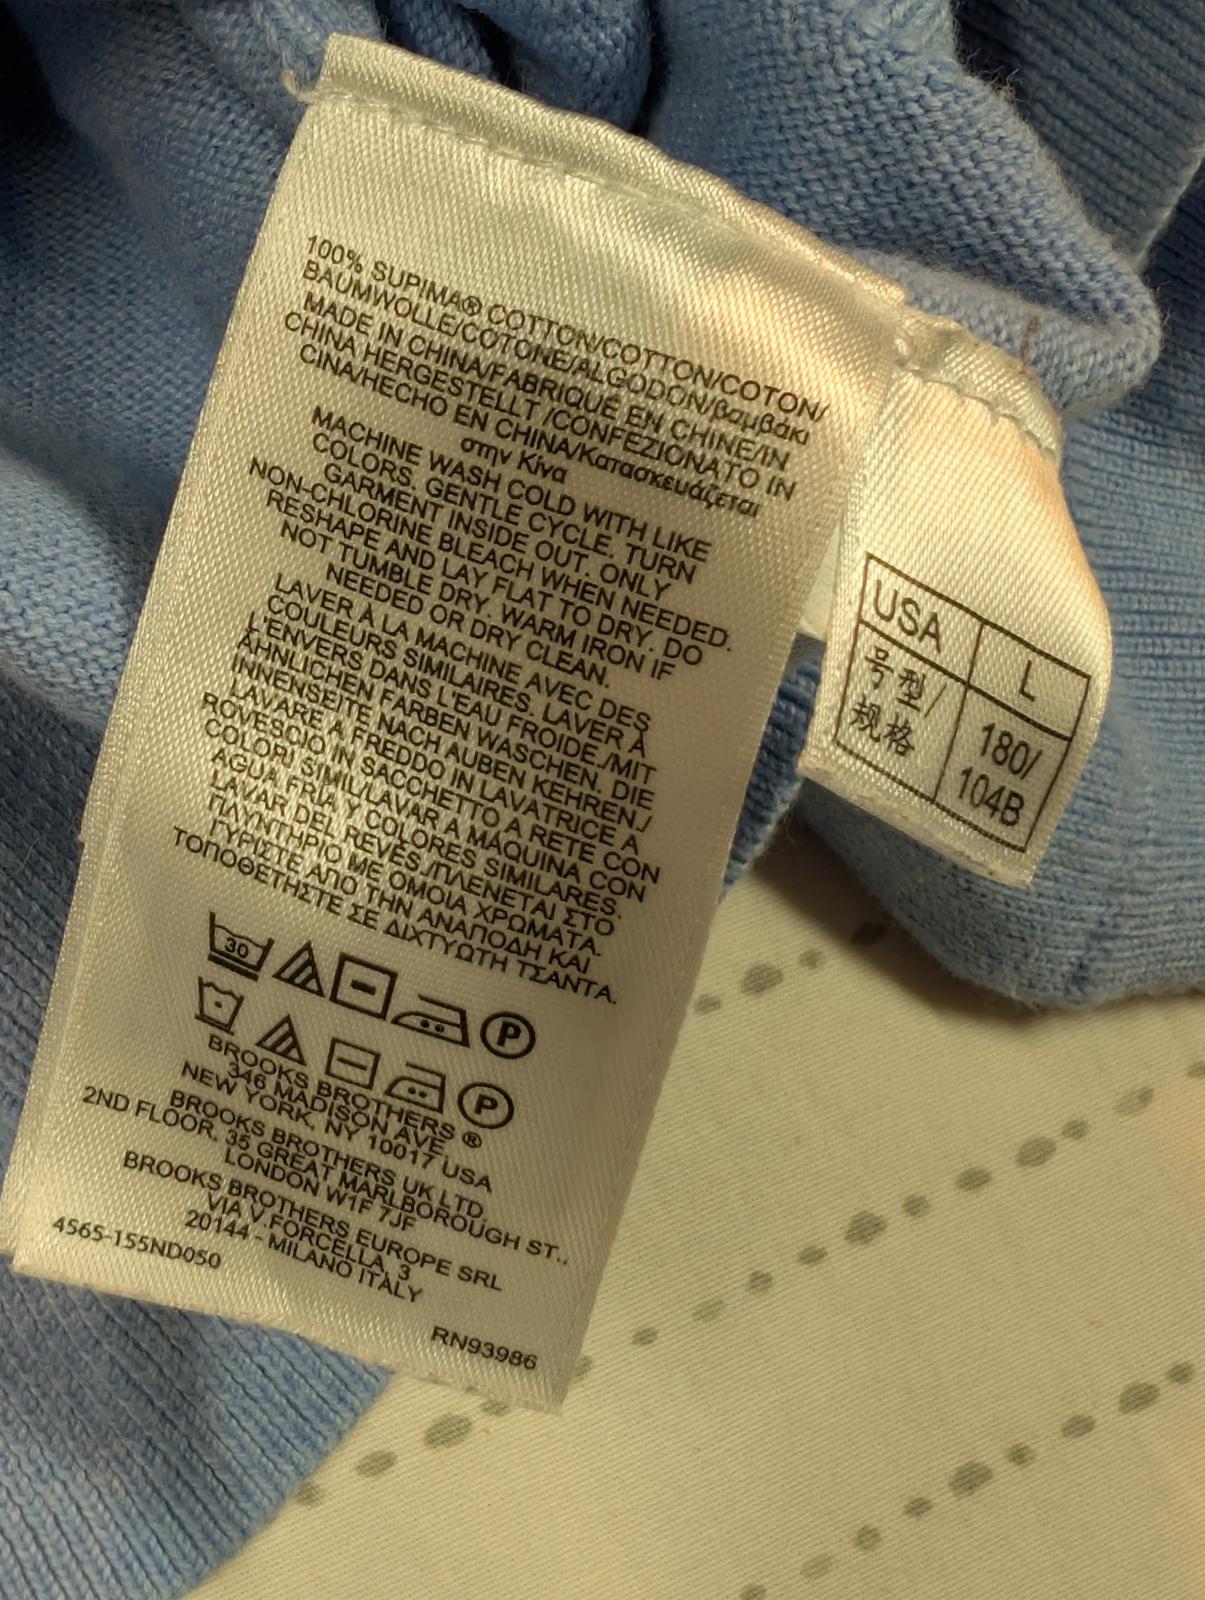 100% SUPIMA® COTTON/COTTON/COTON/
BAUMWOLLE/COTONE/ALGODON/βαμβάκι
MADE IN CHINA/FABRIQUÉ EN CHINE/IN
CHINA HERGESTELLT /CONFEZIONATO IN
CINA/HECHO EN CHINA/Κατασκευάζεται
στην Κίνα
MACHINE WASH COLD WITH LIKE
COLORS. GENTLE CYCLE. TURN
GARMENT INSIDE OUT. ONLY
NON-CHLORINE BLEACH WHEN NEEDED.
RESHAPE AND LAY FLAT TO DRY. DO
NOT TUMBLE DRY. WARM IRON IF
NEEDED OR DRY CLEAN.
LAVER À LA MACHINE AVEC DES
COULEURS SIMILAIRES. LAVER À
L'ENVERS DANS L'EAU FROIDE./MIT
ÄHNLICHEN FARBEN WASCHEN. DIE
INNENSEITE NACH AUBEN KEHREN./
LAVARE A FREDDO IN LAVATRICE A
ROVESCIO IN SACCHETTO A RETE CON
COLORI SIMILI/LAVAR A MAQUINA CON
AGUA FRIA Y COLORES SIMILARES.
LAVAR DEL REVÉS./ΠΛΕΝΕΤΑΙ ΣΤΟ
ΠΛΥΝΤΗΡΙΟ ΜΕ ΟΜΟΙΑ ΧΡΩΜΑΤΑ.
ΓΥΡΙΣΤΕ ΑΠΟ ΤΗΝ ΑΝΑΠΟΔΗ ΚΑΙ
ΤΟΠΟΘΕΤΗΣΤΕ ΣΕ ΔΙΧΤΥΩΤΗ ΤΣΑΝΤΑ.
30 P
P
BROOKS BROTHERS ®
346 MADISON AVE.
NEW YORK, NY 10017 USA
BROOKS BROTHERS UK LTD.
2ND FLOOR, 35 GREAT MARLBOROUGH ST.,
LONDON W1F 7JF
BROOKS BROTHERS EUROPE SRL
VIA V.FORCELLA, 3
20144 - MILANO ITALY
4565-155ND050
RN93986
USA L
号型/
规格
180/
104B